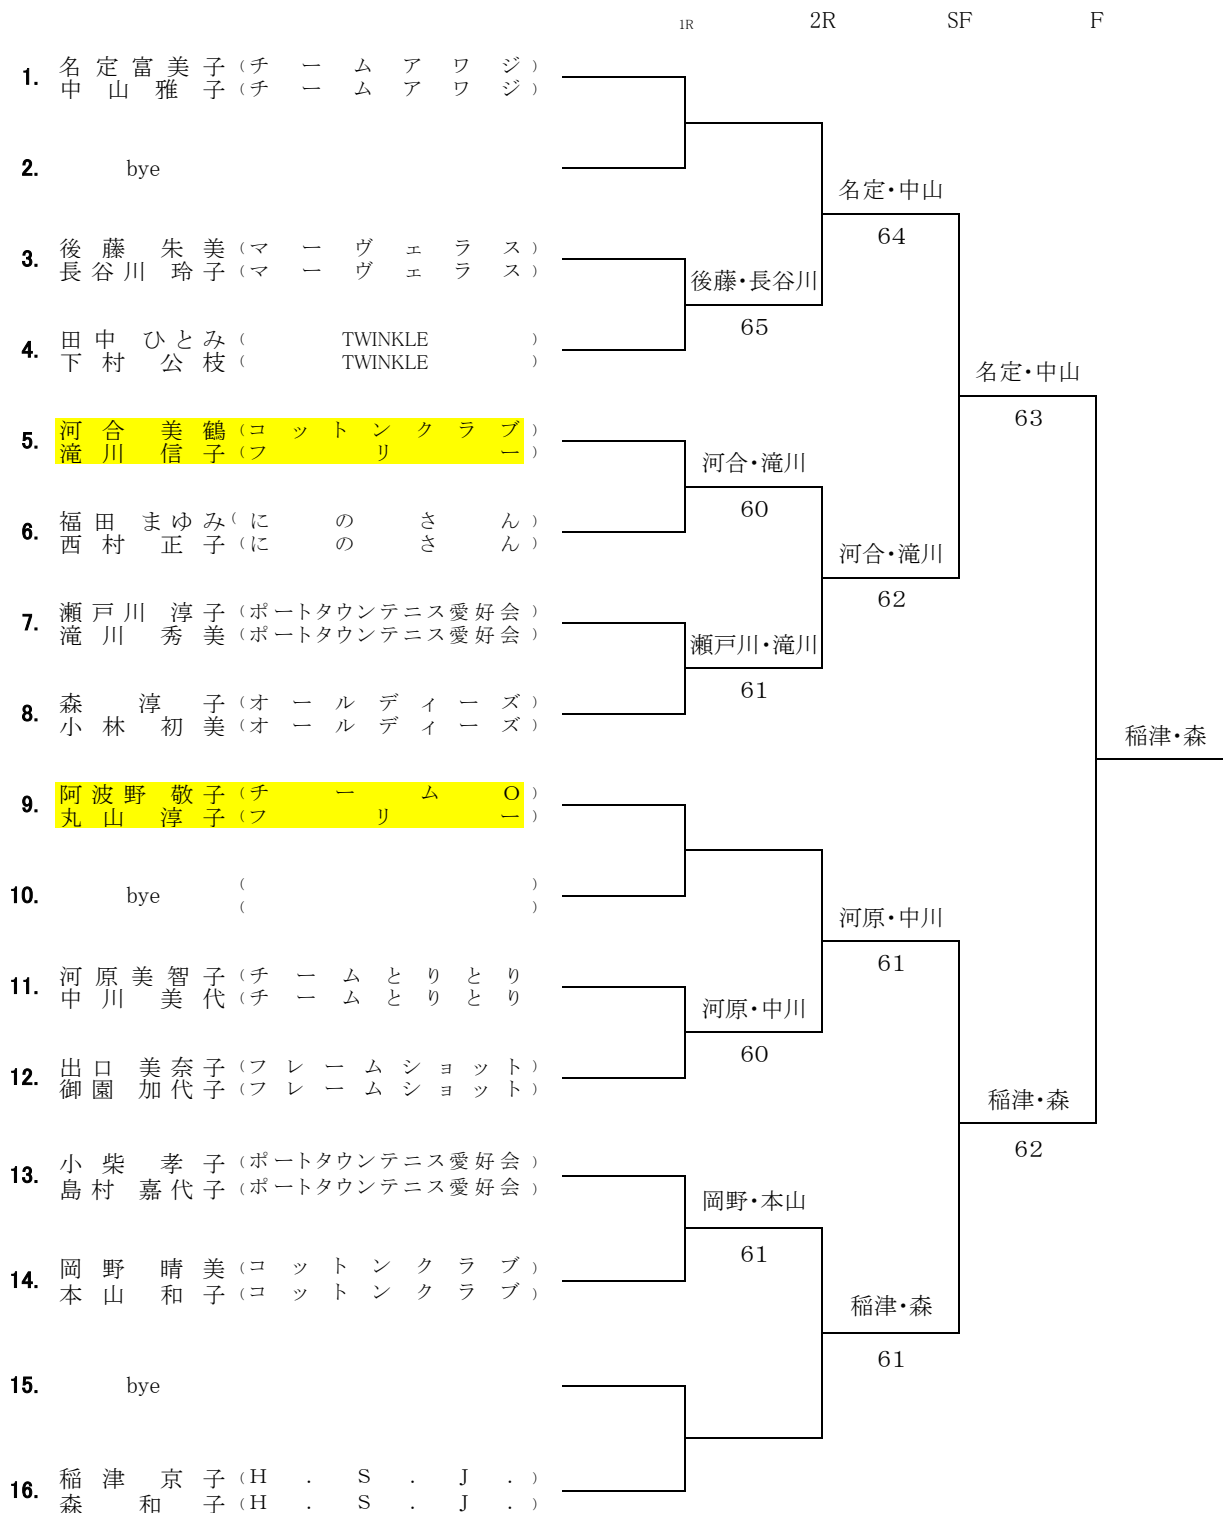 1R 2R SF F
1. 名定富美子(チームアワジ)
中山雅子(チームアワジ)
2. bye
名定・中山
64
3. 後藤朱美(マーヴェラス)
長谷川玲子(マーヴェラス)
後藤・長谷川
65
4. 田中ひとみ(TWINKLE)
下村公枝(TWINKLE)
名定・中山
63
5. 河合美鶴(コットンクラブ)
滝川信子(フリー)
河合・滝川
60
6. 福田まゆみ(にのさん)
西村正子(にのさん)
河合・滝川
62
7. 瀬戸川淳子(ポートタウンテニス愛好会)
滝川秀美(ポートタウンテニス愛好会)
瀬戸川・滝川
61
8. 森淳子(オールディーズ)
小林初美(オールディーズ)
稲津・森
9. 阿波野敬子(チームO)
丸山淳子(フリー)
10. bye ( )
( )
河原・中川
61
11. 河原美智子(チームとりとり
中川美代(チームとりとり
河原・中川
60
12. 出口美奈子(フレームショット)
御園加代子(フレームショット)
稲津・森
62
13. 小柴孝子(ポートタウンテニス愛好会)
島村嘉代子(ポートタウンテニス愛好会)
岡野・本山
61
14. 岡野晴美(コットンクラブ)
本山和子(コットンクラブ)
稲津・森
61
15. bye
16. 稲津京子(H.S.J.)
森和子(H.S.J.)